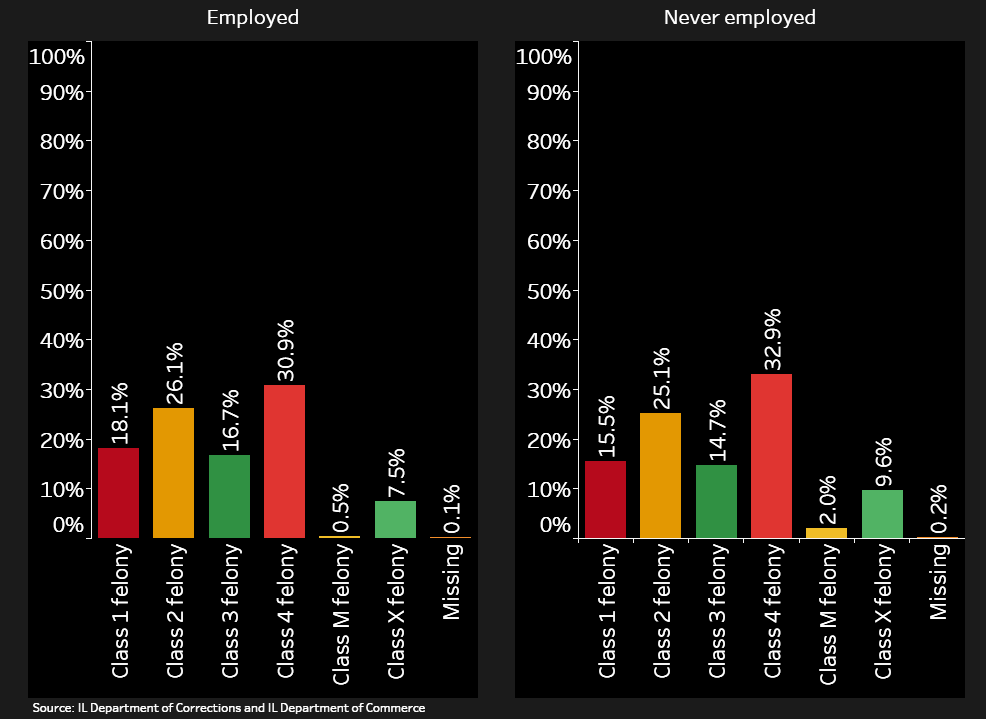 Employed
100%
90%
80%
70%
60%
50%
40%
30%
20%
10%
0%
18.1%
26.1%
16.7%
30.9%
0.5%
7.5%
0.1%
Class 1 felony
Class 2 felony
Class 3 felony
Class 4 felony
Class M felony
Class X felony
Missing
Never employed
100%
90%
80%
70%
60%
50%
40%
30%
20%
10%
0%
15.5%
25.1%
14.7%
32.9%
2.0%
9.6%
0.2%
Class 1 felony
Class 2 felony
Class 3 felony
Class 4 felony
Class M felony
Class X felony
Missing
Source: IL Department of Corrections and IL Department of Commerce